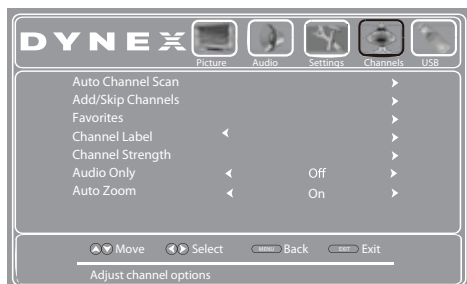 DYNEX
Picture Audio Settings Channels USB
Auto Channel Scan
Add/Skip Channels
Favorites
Channel Label
Channel Strength
Audio Only Off
Auto Zoom On
Move Select MENU Back EXIT Exit
Adjust channel options